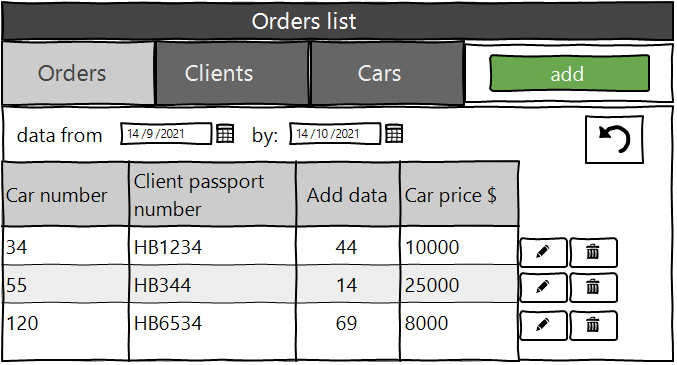 Orders list
Orders Clients Cars add
data from 14/9/2021 by: 14/10/2021
Car number Client passport number Add data Car price $
34 HB1234 44 10000
55 HB344 14 25000
120 HB6534 69 8000